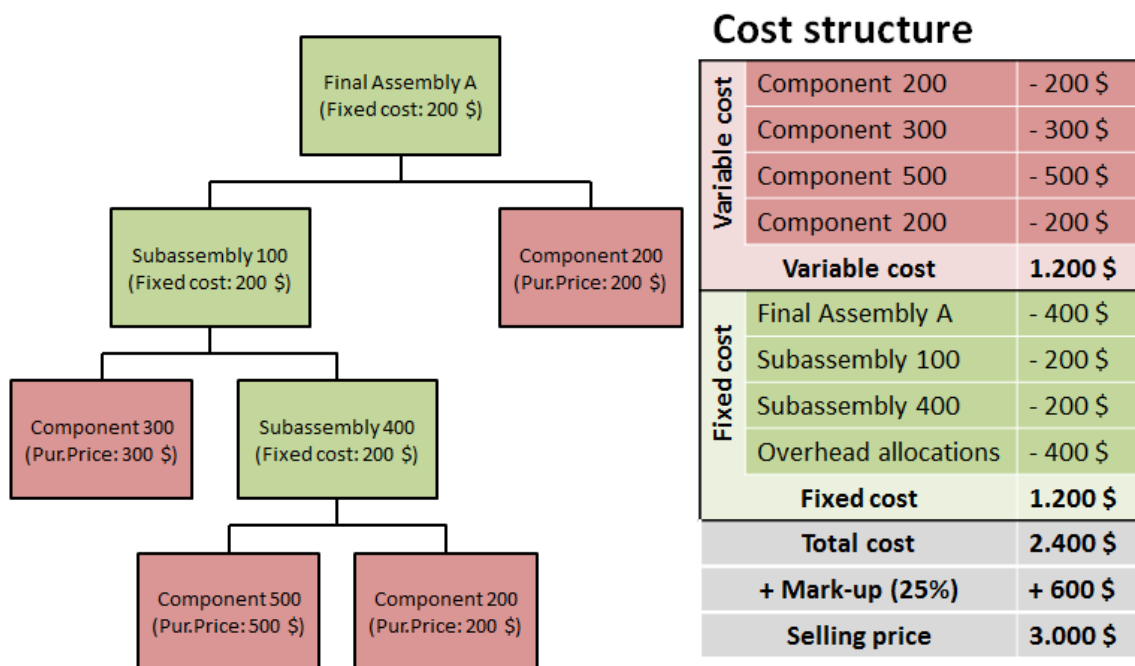 Final Assembly A
(Fixed cost: 200 $)
Subassembly 100
(Fixed cost: 200 $)
Component 200
(Pur.Price: 200 $)
Component 300
(Pur.Price: 300 $)
Subassembly 400
(Fixed cost: 200 $)
Component 500
(Pur.Price: 500 $)
Component 200
(Pur.Price: 200 $)
Cost structure
Variable cost
Component 200 - 200 $
Component 300 - 300 $
Component 500 - 500 $
Component 200 - 200 $
Variable cost 1.200 $
Fixed cost
Final Assembly A - 400 $
Subassembly 100 - 200 $
Subassembly 400 - 200 $
Overhead allocations - 400 $
Fixed cost 1.200 $
Total cost 2.400 $
+ Mark-up (25%) + 600 $
Selling price 3.000 $